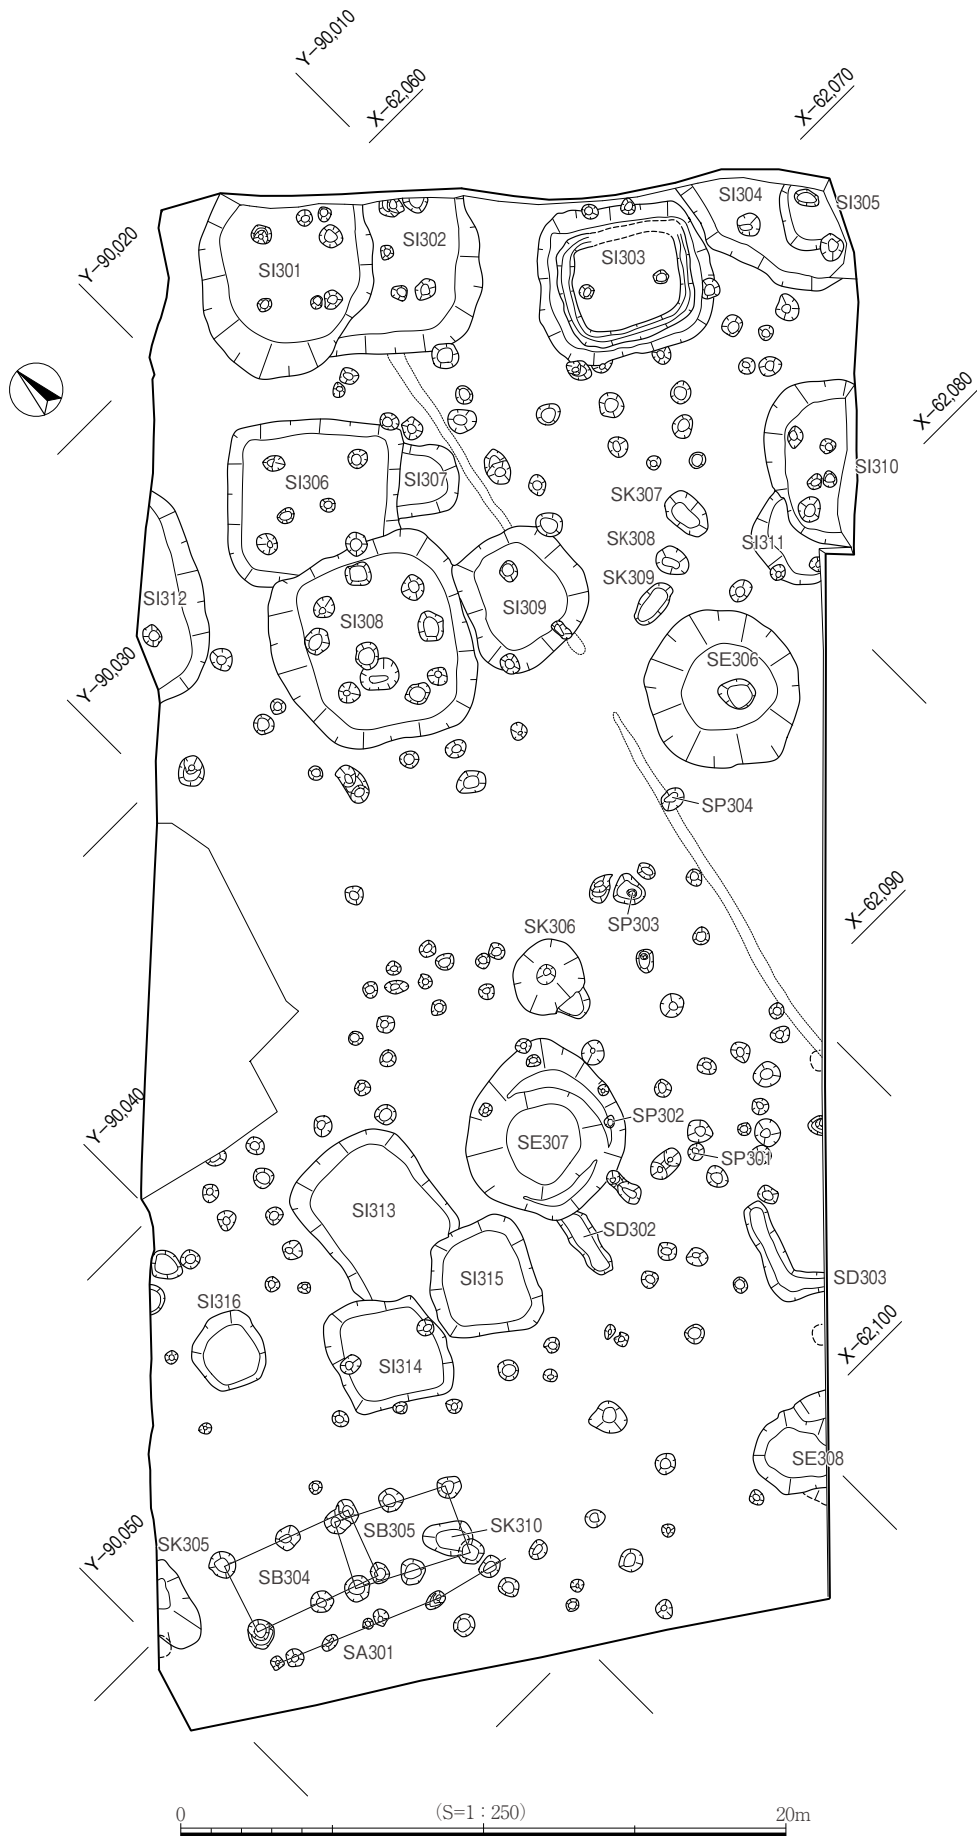 Y−90,010
X−62,060
X−62,070
SI304
SI305
Y−90,020
SI302
SI301
SI303
X−62,080
SI310
SI306
SI307
SK307
SK308
SI311
SK309
SI312
SI309
SI308
SE306
Y−90,030
SP304
X−62,090
SP303
SK306
Y−90,040
SP302
SE307
SP301
SI313
SD302
SI315
SD303
SI316
X−62,100
SI314
SE308
SK305
SB305
SK310
Y−90,050
SB304
SA301
0
(S=1：250)
20m